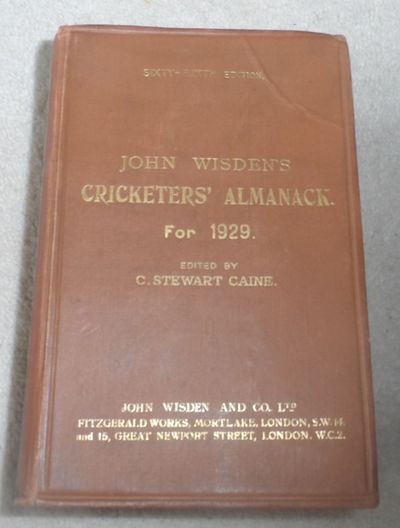 SIXTY-SIXTH EDITION.
JOHN WISDEN'S
CRICKETERS' ALMANACK.
For 1929.
EDITED BY
C. STEWART CAINE.
JOHN WISDEN AND CO. LTD
FITZGERALD WORKS, MORTLAKE, LONDON, S.W.14.
and 15, GREAT NEWPORT STREET, LONDON. W.C.2.